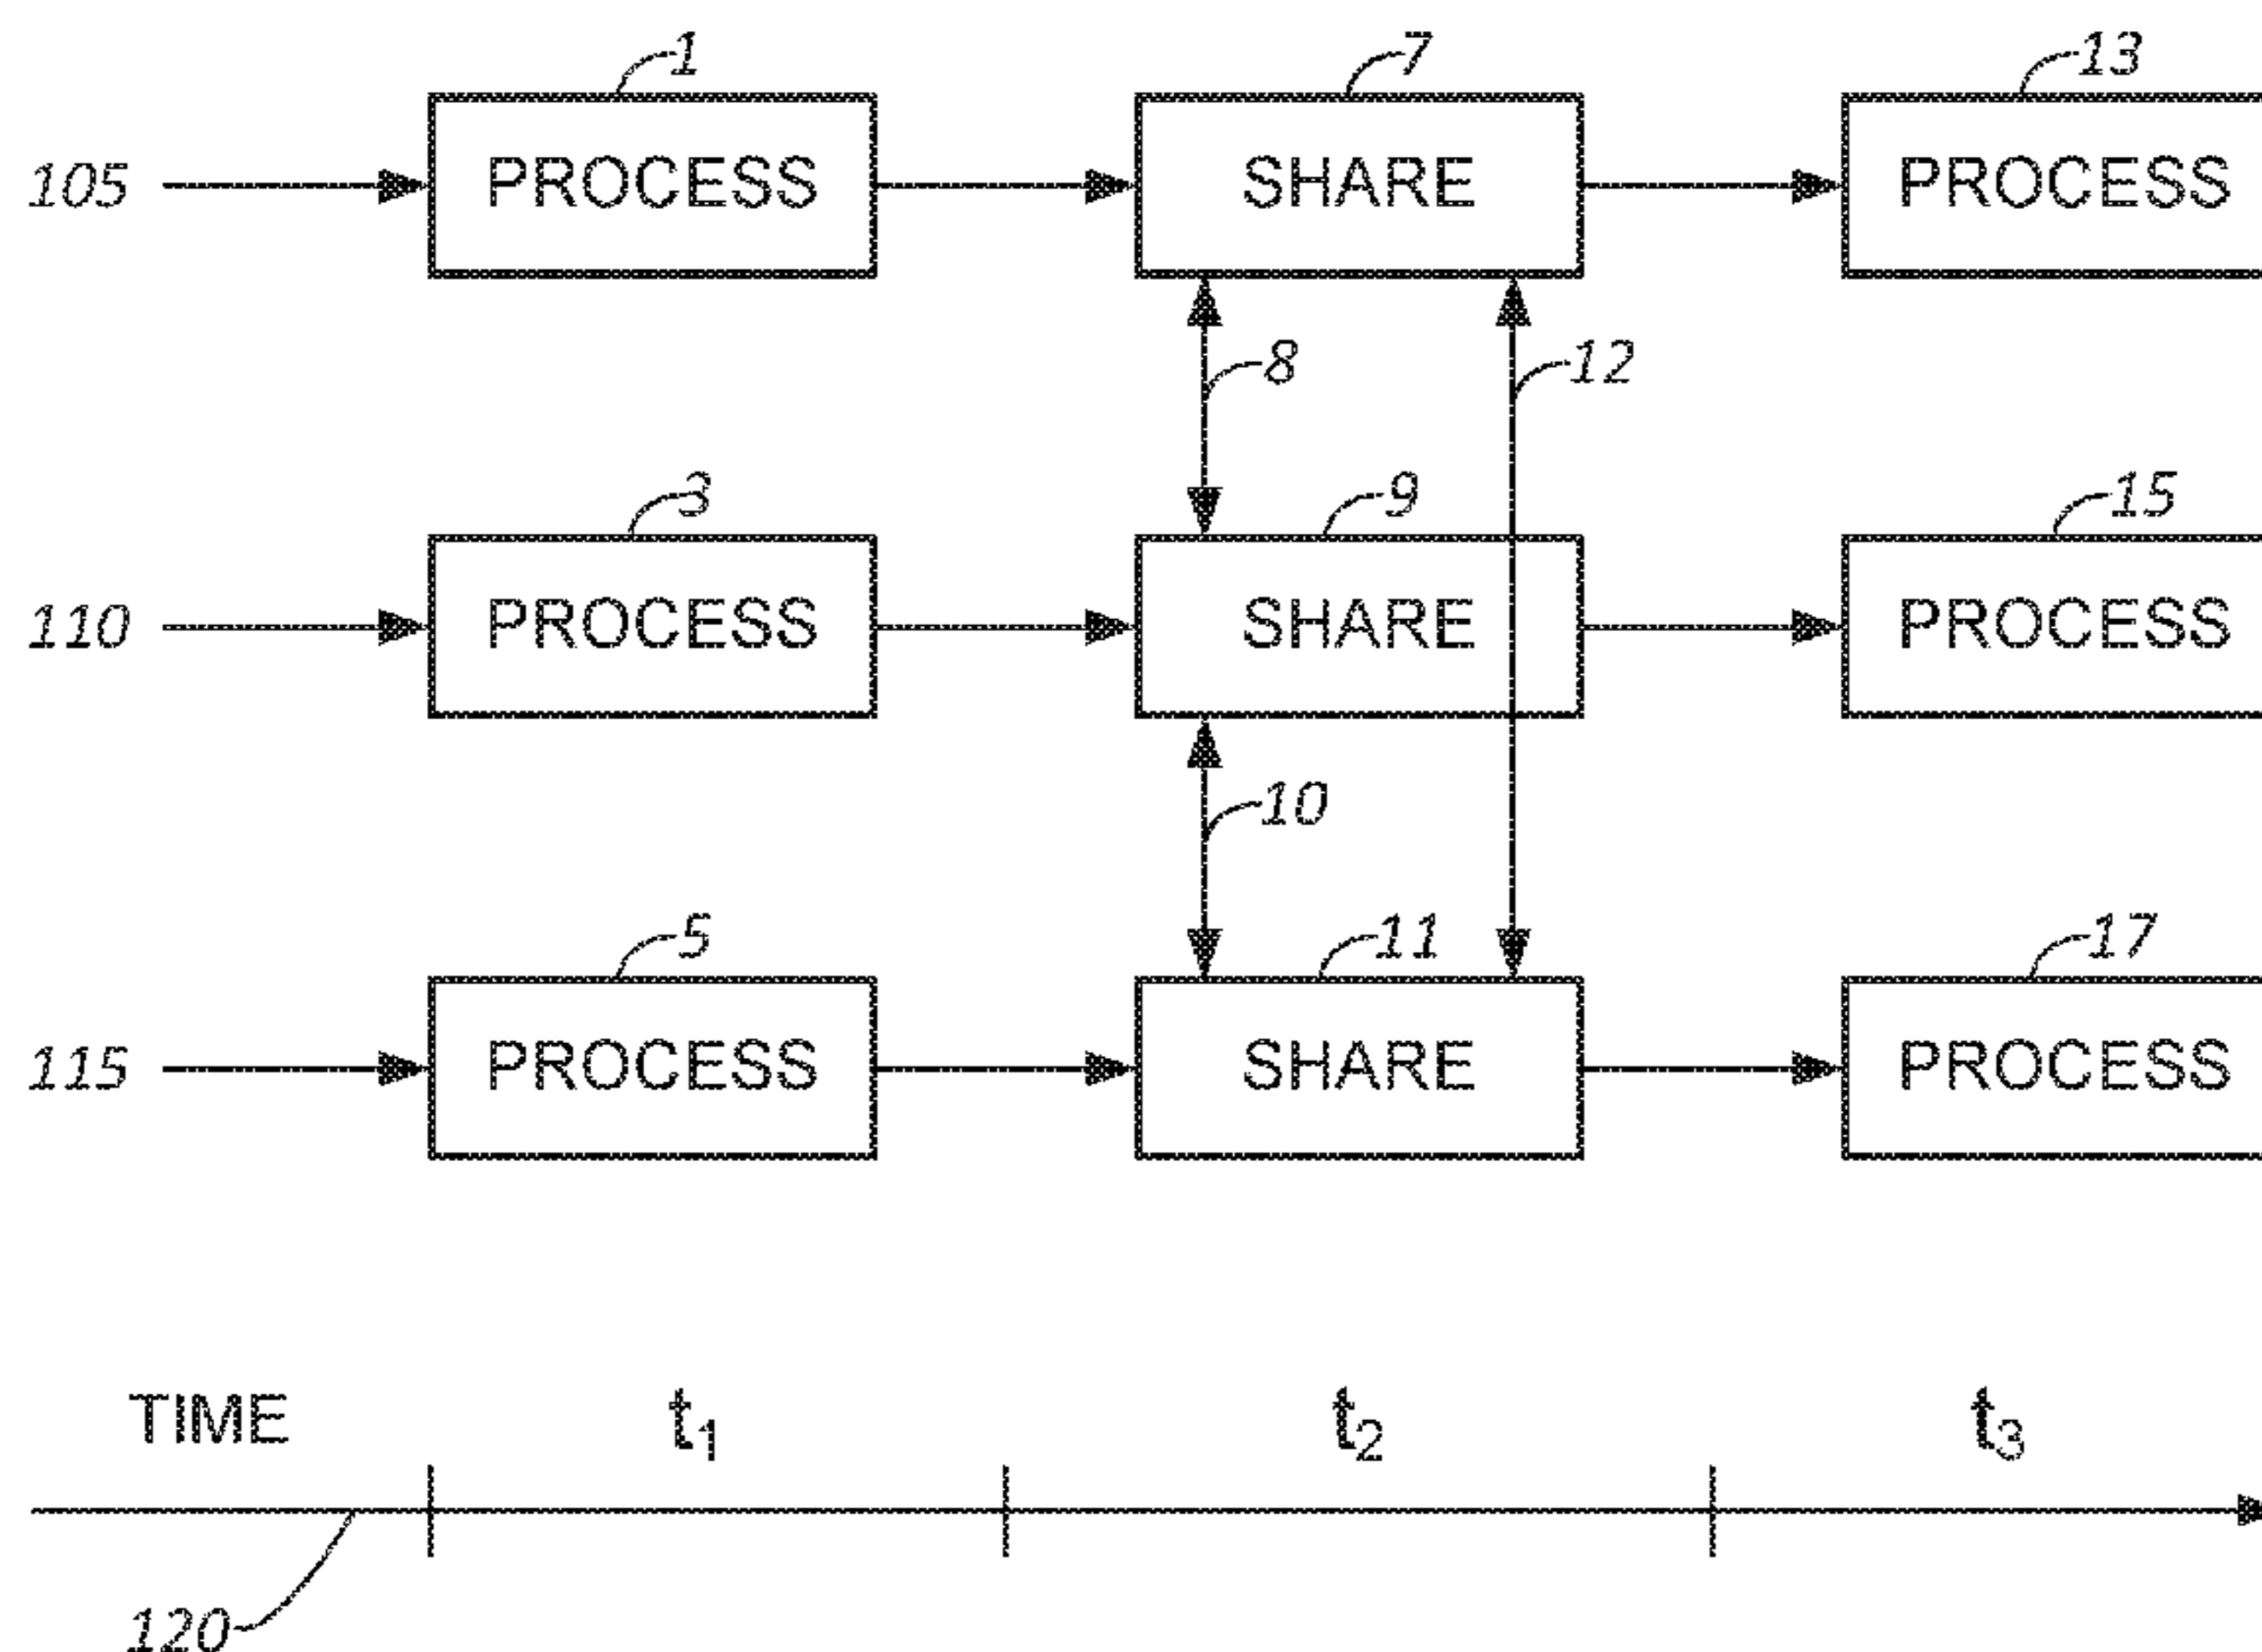 1 7 13
105 PROCESS SHARE PROCESS
8 12
3 9 15
110 PROCESS SHARE PROCESS
10
5 11 17
115 PROCESS SHARE PROCESS
TIME t₁ t₂ t₃
120